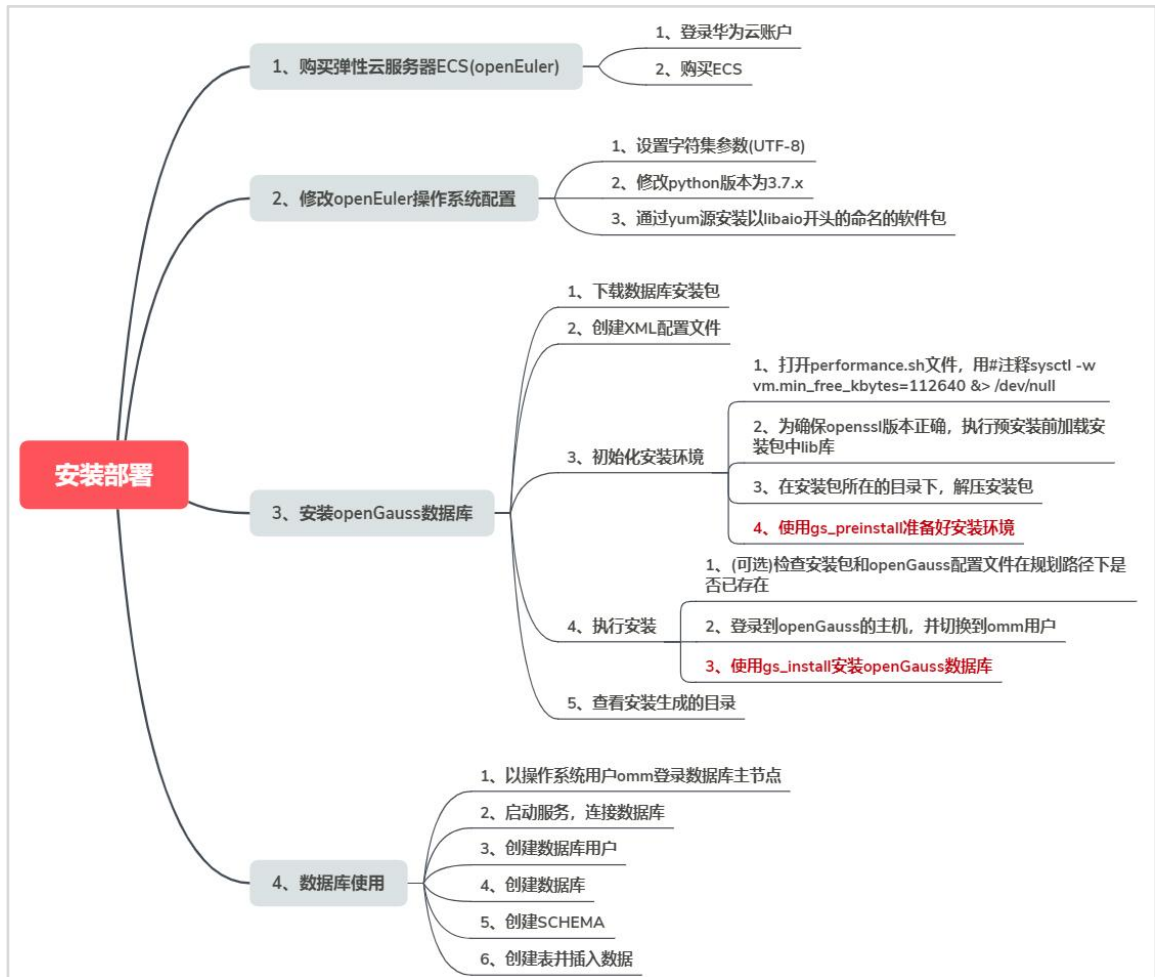 安装部署
1、购买弹性云服务器ECS(openEuler)
1、登录华为云账户
2、购买ECS
2、修改openEuler操作系统配置
1、设置字符集参数(UTF-8)
2、修改python版本为3.7.x
3、通过yum源安装以libaio开头的命名的软件包
3、安装openGauss数据库
1、下载数据库安装包
2、创建XML配置文件
3、初始化安装环境
1、打开performance.sh文件，用#注释sysctl -w
vm.min_free_kbytes=112640 &> /dev/null
2、为确保openssl版本正确，执行预安装前加载安
装包中lib库
3、在安装包所在的目录下，解压安装包
4、使用gs_preinstall准备好安装环境
4、执行安装
1、(可选)检查安装包和openGauss配置文件在规划路径下是
否已存在
2、登录到openGauss的主机，并切换到omm用户
3、使用gs_install安装openGauss数据库
5、查看安装生成的目录
4、数据库使用
1、以操作系统用户omm登录数据库主节点
2、启动服务，连接数据库
3、创建数据库用户
4、创建数据库
5、创建SCHEMA
6、创建表并插入数据